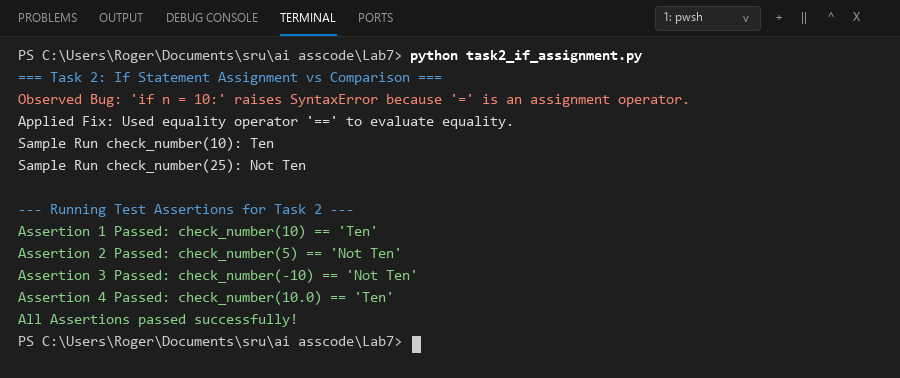 PROBLEMS OUTPUT DEBUG CONSOLE TERMINAL PORTS 1: pwsh v + || ^ X
PS C:\Users\Roger\Documents\sru\ai asscode\Lab7> python task2_if_assignment.py
=== Task 2: If Statement Assignment vs Comparison ===
Observed Bug: 'if n = 10:' raises SyntaxError because '=' is an assignment operator.
Applied Fix: Used equality operator '==' to evaluate equality.
Sample Run check_number(10): Ten
Sample Run check_number(25): Not Ten
--- Running Test Assertions for Task 2 ---
Assertion 1 Passed: check_number(10) == 'Ten'
Assertion 2 Passed: check_number(5) == 'Not Ten'
Assertion 3 Passed: check_number(-10) == 'Not Ten'
Assertion 4 Passed: check_number(10.0) == 'Ten'
All Assertions passed successfully!
PS C:\Users\Roger\Documents\sru\ai asscode\Lab7>